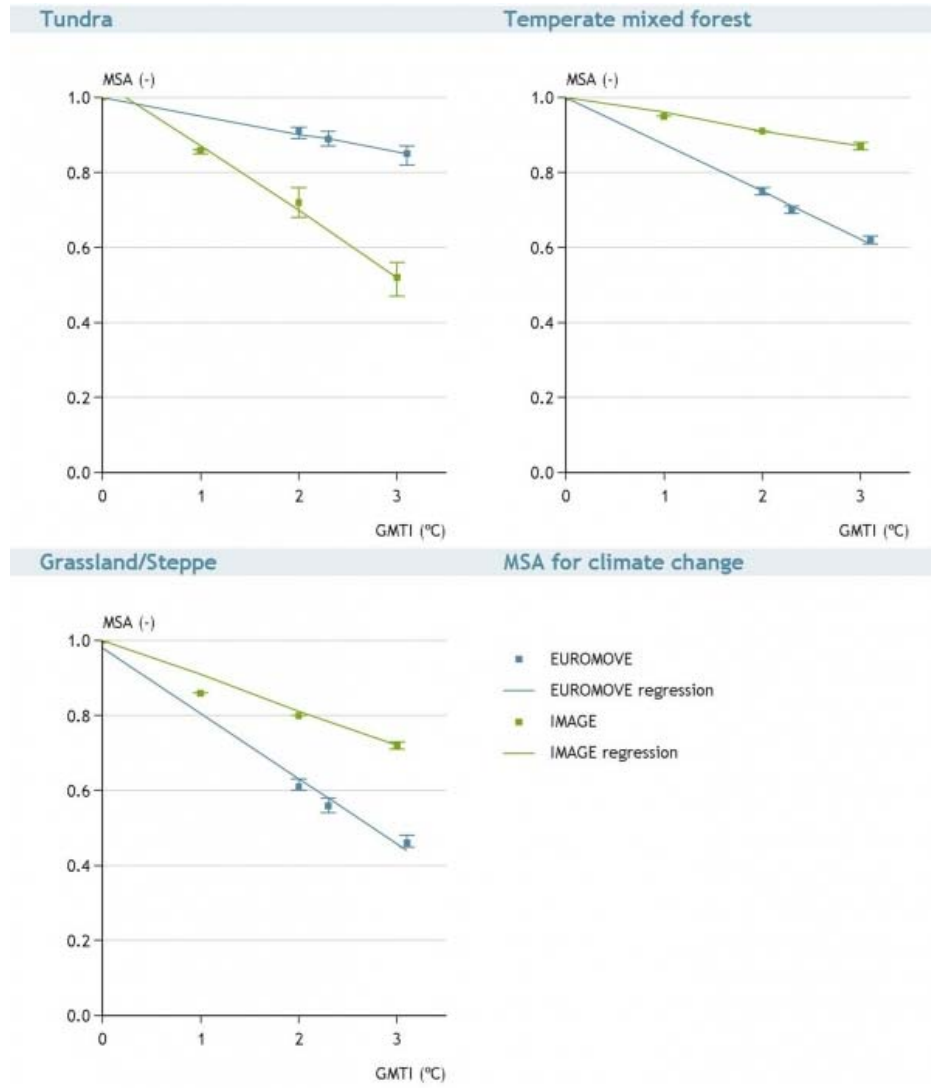 Tundra
MSA (-)
1.0
0.8
0.6
0.4
0.2
0.0
0 1 2 3
GMTI (ºC)
Temperate mixed forest
MSA (-)
1.0
0.8
0.6
0.4
0.2
0.0
0 1 2 3
GMTI (ºC)
Grassland/Steppe
MSA (-)
1.0
0.8
0.6
0.4
0.2
0.0
0 1 2 3
GMTI (ºC)
MSA for climate change
EUROMOVE
EUROMOVE regression
IMAGE
IMAGE regression